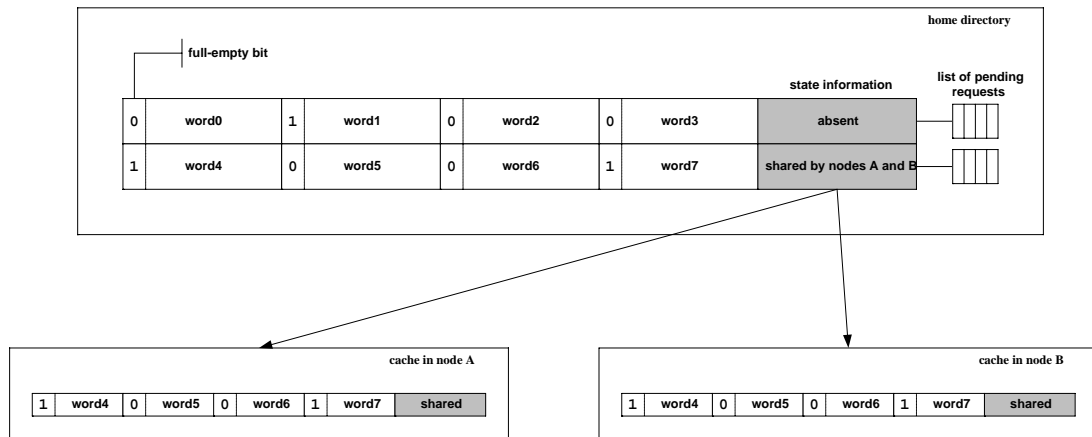 home directory
full-empty bit
state information
list of pending
requests
0 word0 1 word1 0 word2 0 word3 absent
1 word4 0 word5 0 word6 1 word7 shared by nodes A and B
cache in node A
cache in node B
1 word4 0 word5 0 word6 1 word7 shared
1 word4 0 word5 0 word6 1 word7 shared